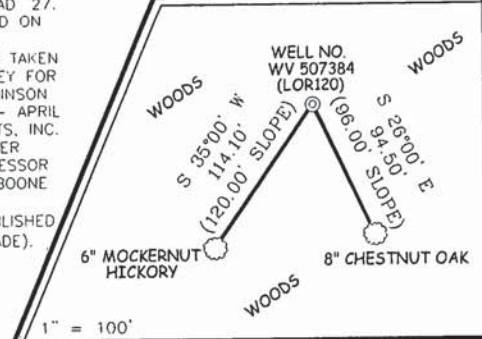 AD 27.
D ON
TAKEN
EY FOR
INSON
- APRIL
TS, INC.
ER
ESSOR
BOONE
BLISHED
ADE).
WELL NO.
WV 507384
(LOR120)
WOODS
WOODS
S 35°00' W
114.10'
(120.00' SLOPE)
S 26°00' E
94.50'
(96.00' SLOPE)
6" MOCKERNUT
HICKORY
8" CHESTNUT OAK
WOODS
1" = 100'